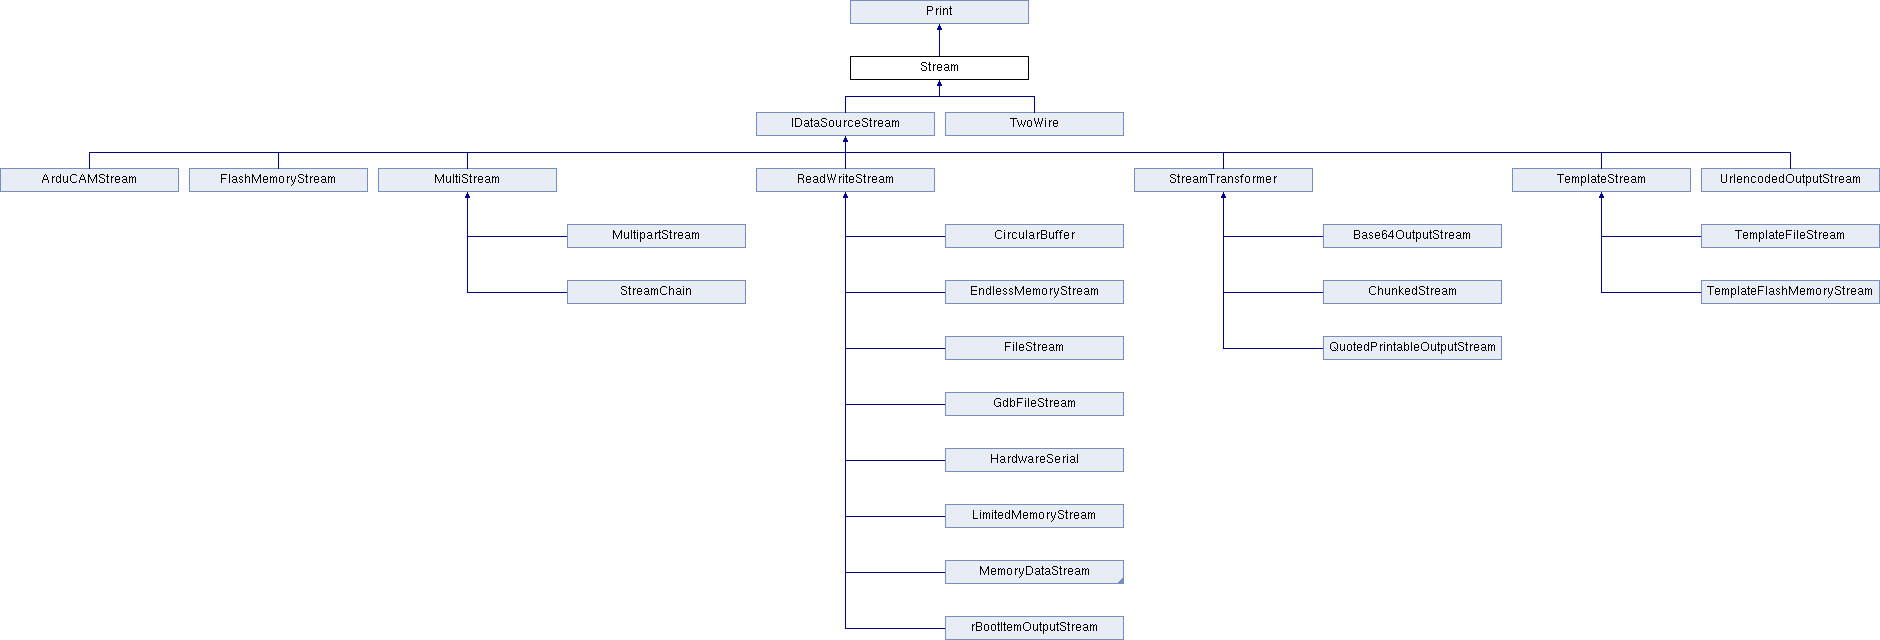 Print
Stream
IDataSourceStream
TwoWire
ArduCAMStream
FlashMemoryStream
MultiStream
ReadWriteStream
StreamTransformer
TemplateStream
UrlencodedOutputStream
MultipartStream
CircularBuffer
Base64OutputStream
TemplateFileStream
StreamChain
EndlessMemoryStream
ChunkedStream
TemplateFlashMemoryStream
FileStream
QuotedPrintableOutputStream
GdbFileStream
HardwareSerial
LimitedMemoryStream
MemoryDataStream
rBootItemOutputStream